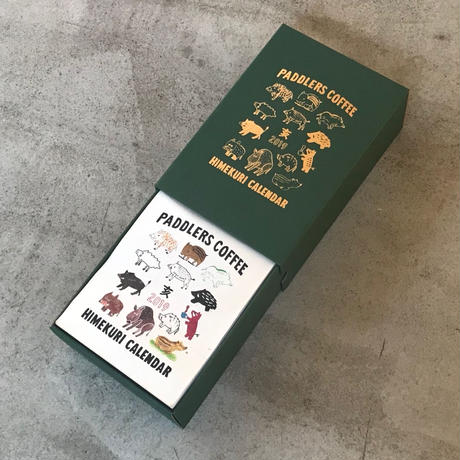 PADDLERS COFFEE
亥
2019
HIMEKURI CALENDAR
PADDLERS COFFEE
亥
2019
HIMEKURI CALENDAR